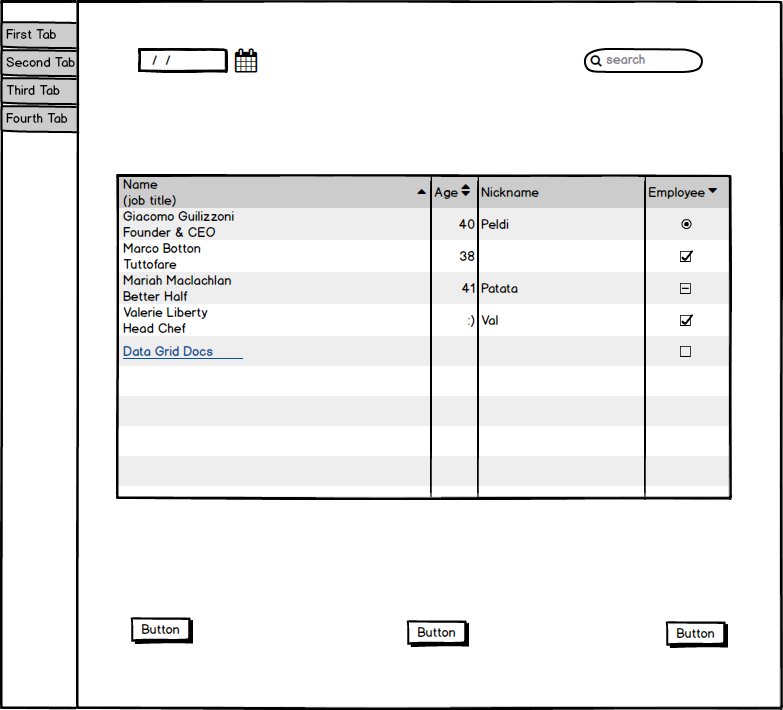 First Tab
Second Tab
Third Tab
Fourth Tab
/ /
search
Name
(job title)
Age
Nickname
Employee
Giacomo Guilizzoni
Founder & CEO
40
Peldi
Marco Botton
Tuttofare
38
Mariah Maclachlan
Better Half
41
Patata
Valerie Liberty
Head Chef
:)
Val
Data Grid Docs
Button
Button
Button